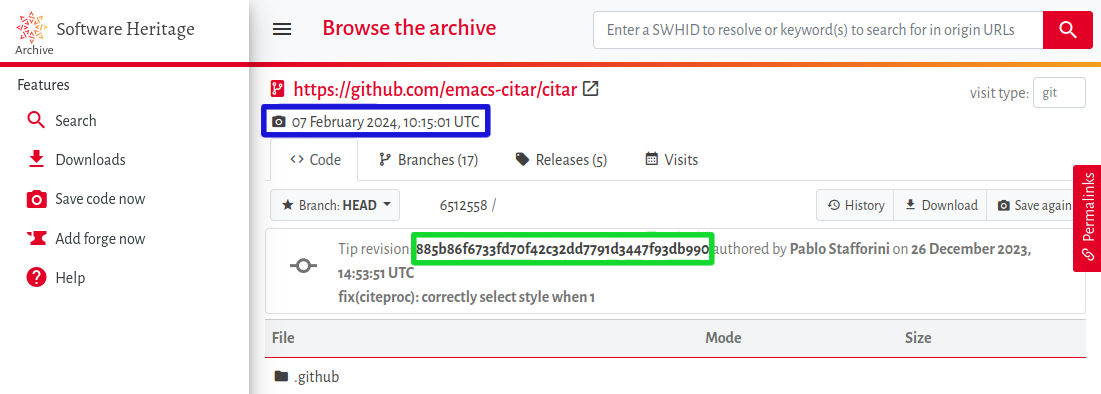 Software Heritage
Archive
Features
Search
Downloads
Save code now
Add forge now
Help
Browse the archive
Enter a SWHID to resolve or keyword(s) to search for in origin URLs
https://github.com/emacs-citar/citar
visit type: git
07 February 2024, 10:15:01 UTC
Code Branches (17) Releases (5) Visits
Branch: HEAD 6512558 / History Download Save again
Tip revision: 885b86f6733fd70f42c32dd7791d3447f93db990 authored by Pablo Stafforini on 26 December 2023,
14:53:51 UTC
fix(citeproc): correctly select style when 1
File Mode Size
.github
Permalinks